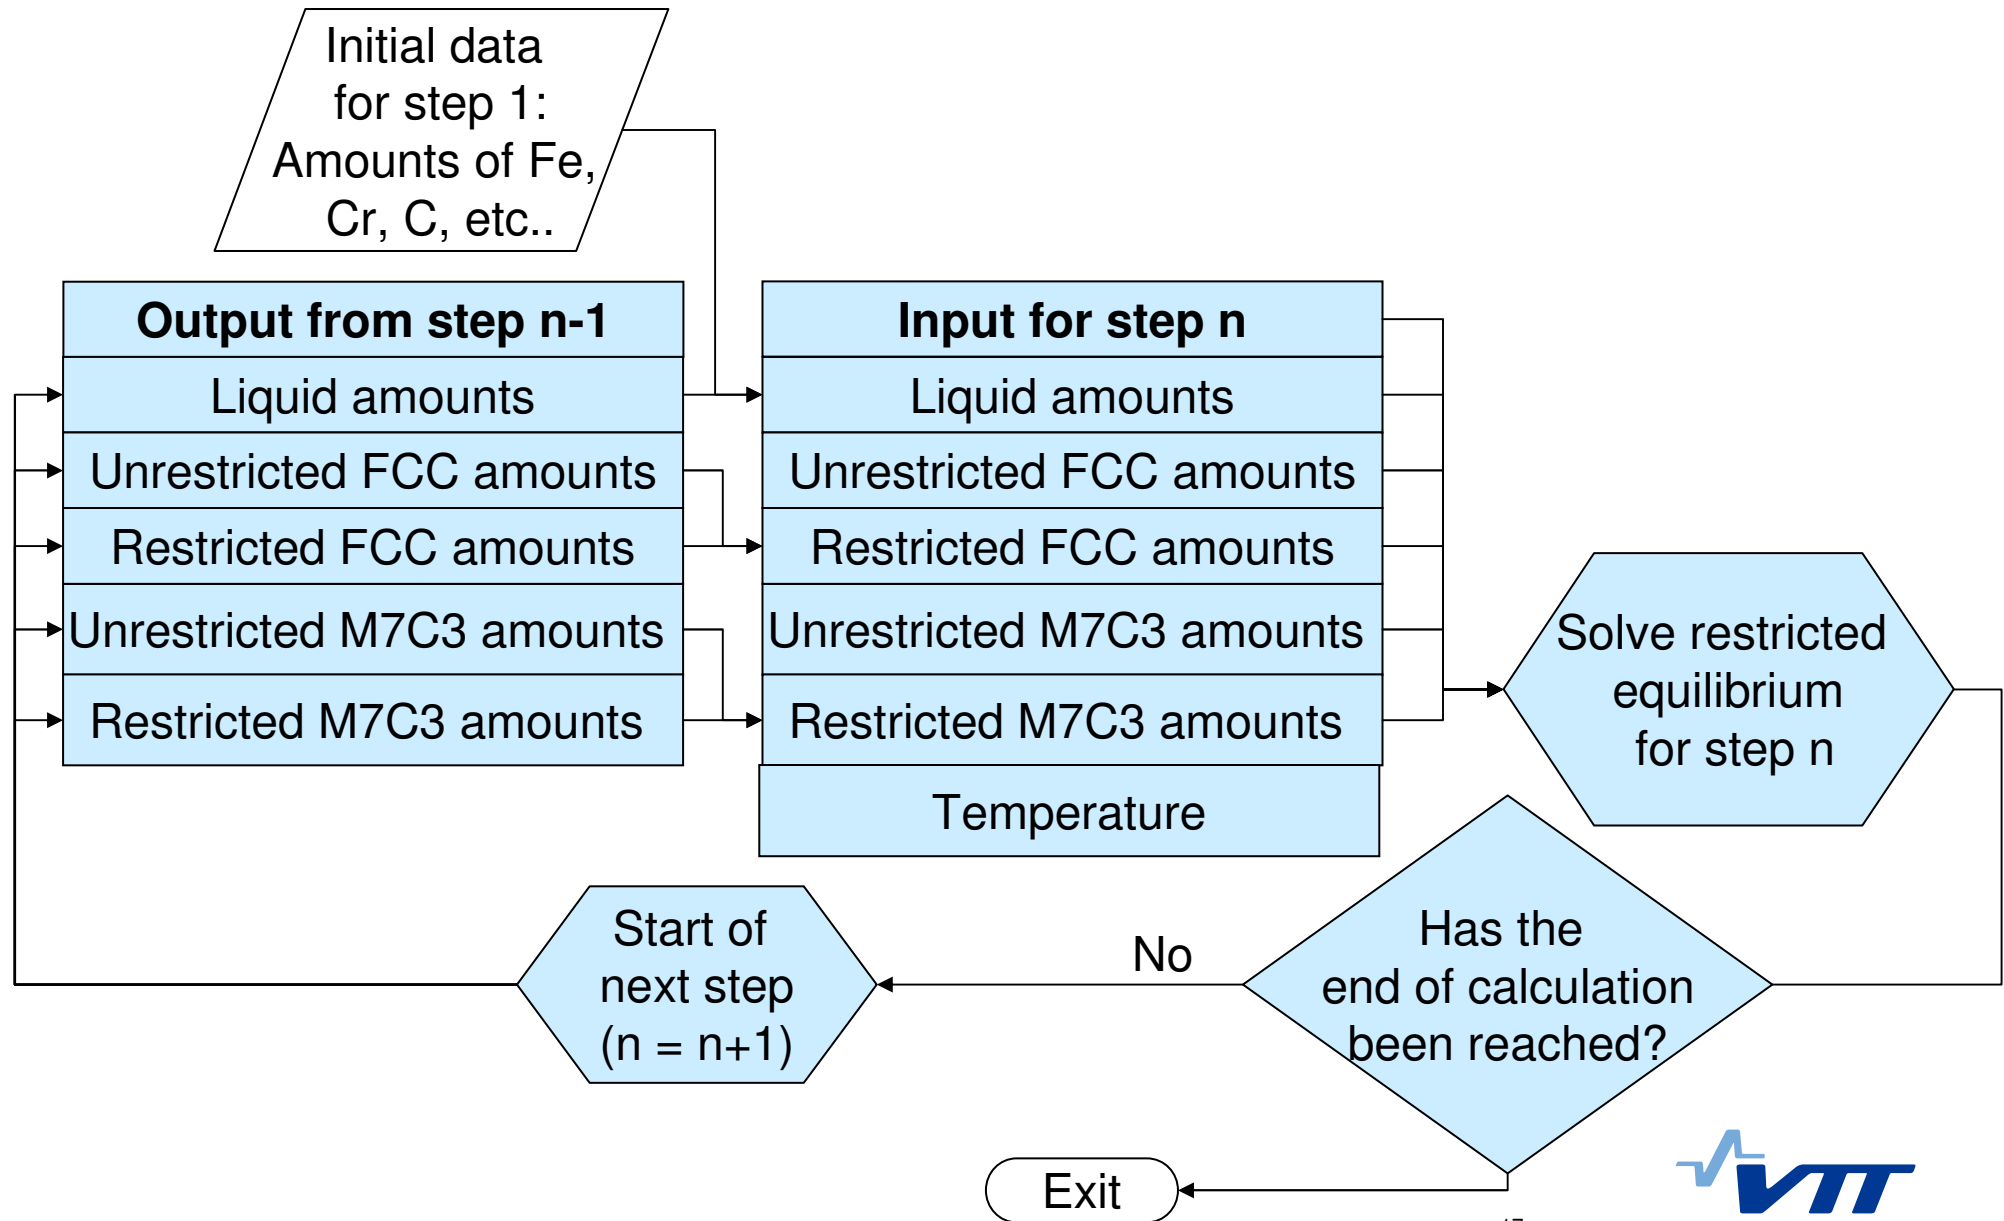 Initial data
for step 1:
Amounts of Fe,
Cr, C, etc..
Output from step n-1
Liquid amounts
Unrestricted FCC amounts
Restricted FCC amounts
Unrestricted M7C3 amounts
Restricted M7C3 amounts
Input for step n
Liquid amounts
Unrestricted FCC amounts
Restricted FCC amounts
Unrestricted M7C3 amounts
Restricted M7C3 amounts
Temperature
Solve restricted
equilibrium
for step n
Has the
end of calculation
been reached?
No
Start of
next step
(n = n+1)
Exit
VTT